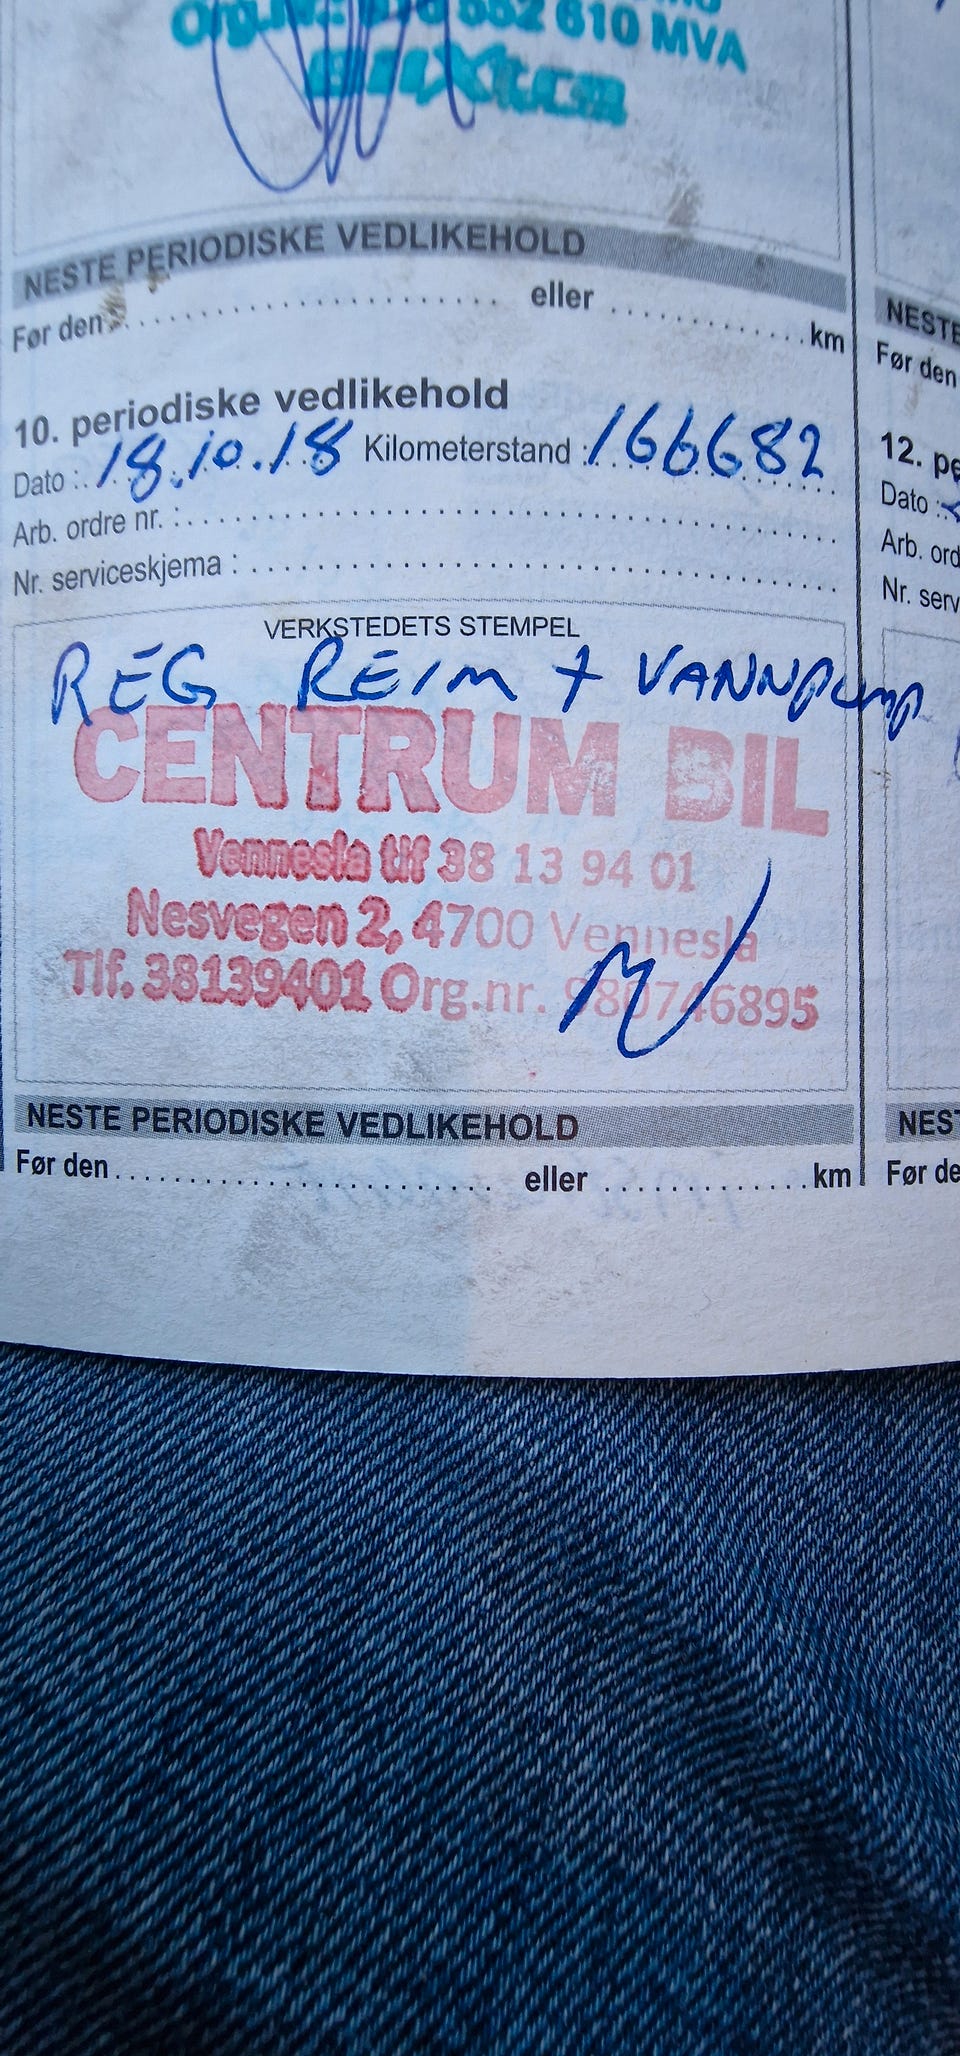 552 610 MVA
NESTE PERIODISKE VEDLIKEHOLD
Før den eller km
10. periodiske vedlikehold
Dato : 18.10.18 Kilometerstand : 166682
Arb. ordre nr. :
Nr. serviceskjema :
VERKSTEDETS STEMPEL
REG REIM + VANNPUMP
CENTRUM BIL
Vennesla tlf 38 13 94 01
Nesvegen 2, 4700 Vennesla
Tlf. 38139401 Org.nr. 980746895
NESTE PERIODISKE VEDLIKEHOLD
Før den eller km
NESTE
Før den
12. pe
Dato :
Arb. ord
Nr. serv
NEST
Før de